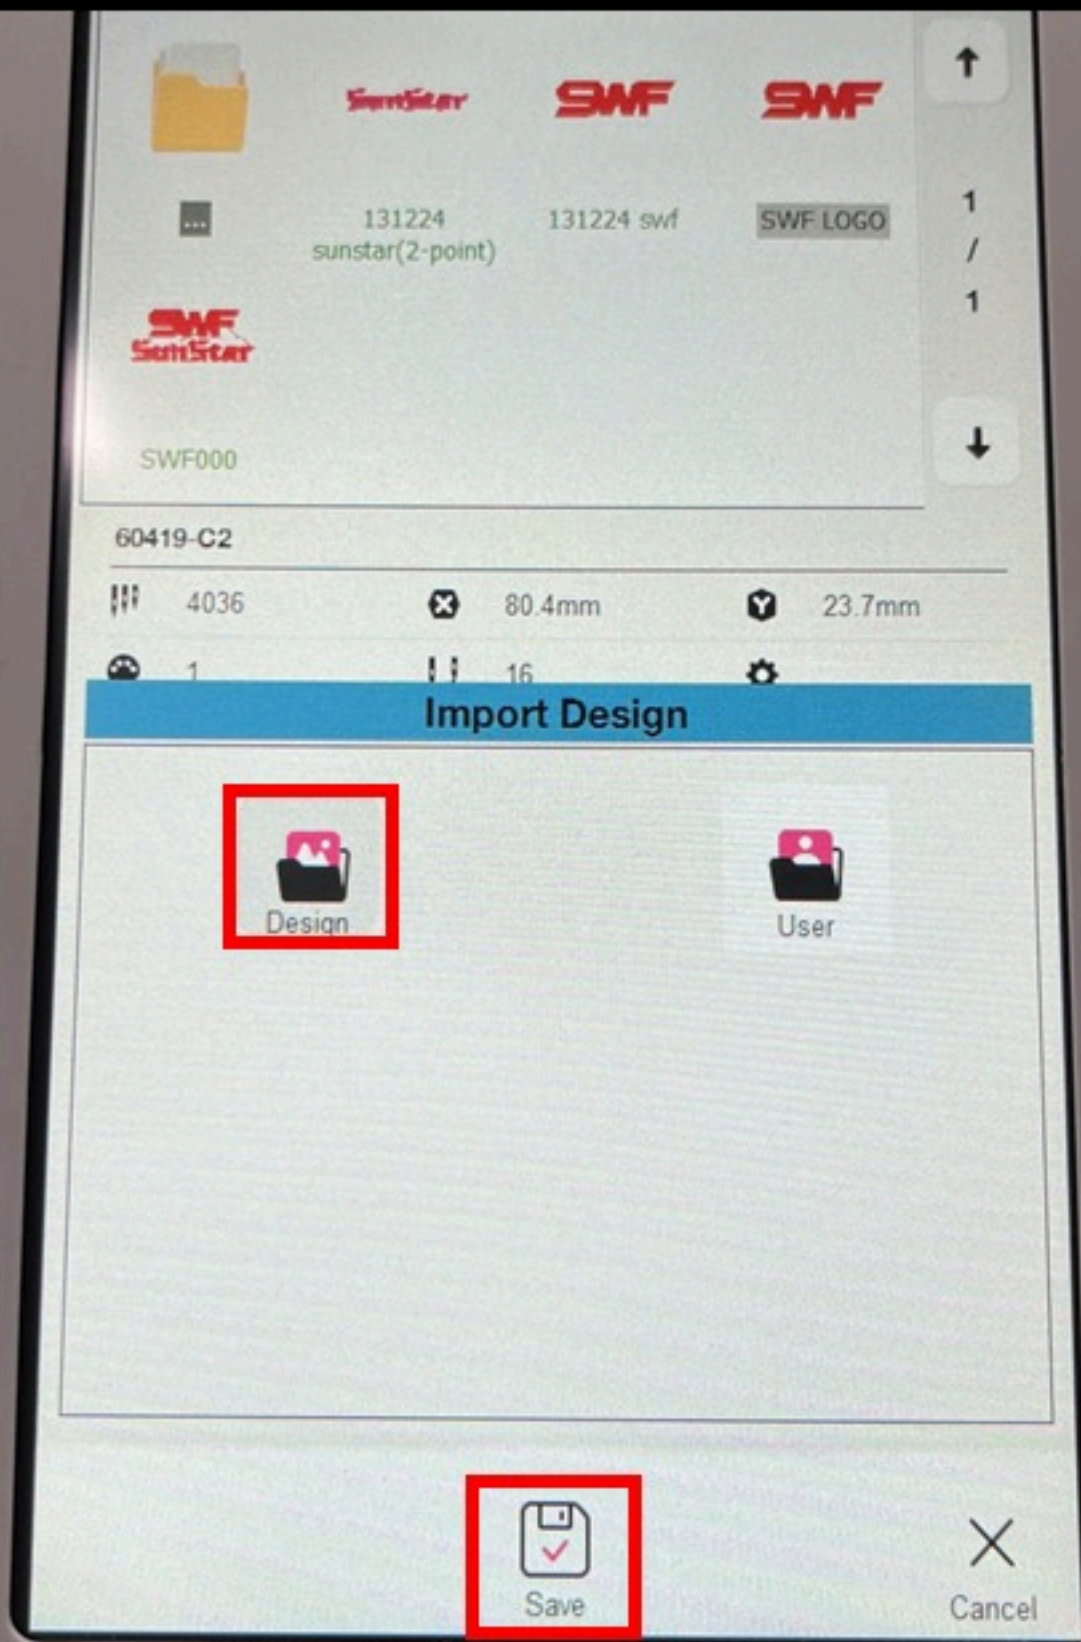 SunStar
SWF
SWF
...
131224
sunstar(2-point)
131224 swf
SWF LOGO
1
/
1
SWF
SunStar
SWF000
60419-C2
4036
X
80.4mm
Y
23.7mm
1
16
Import Design
Design
User
Save
Cancel